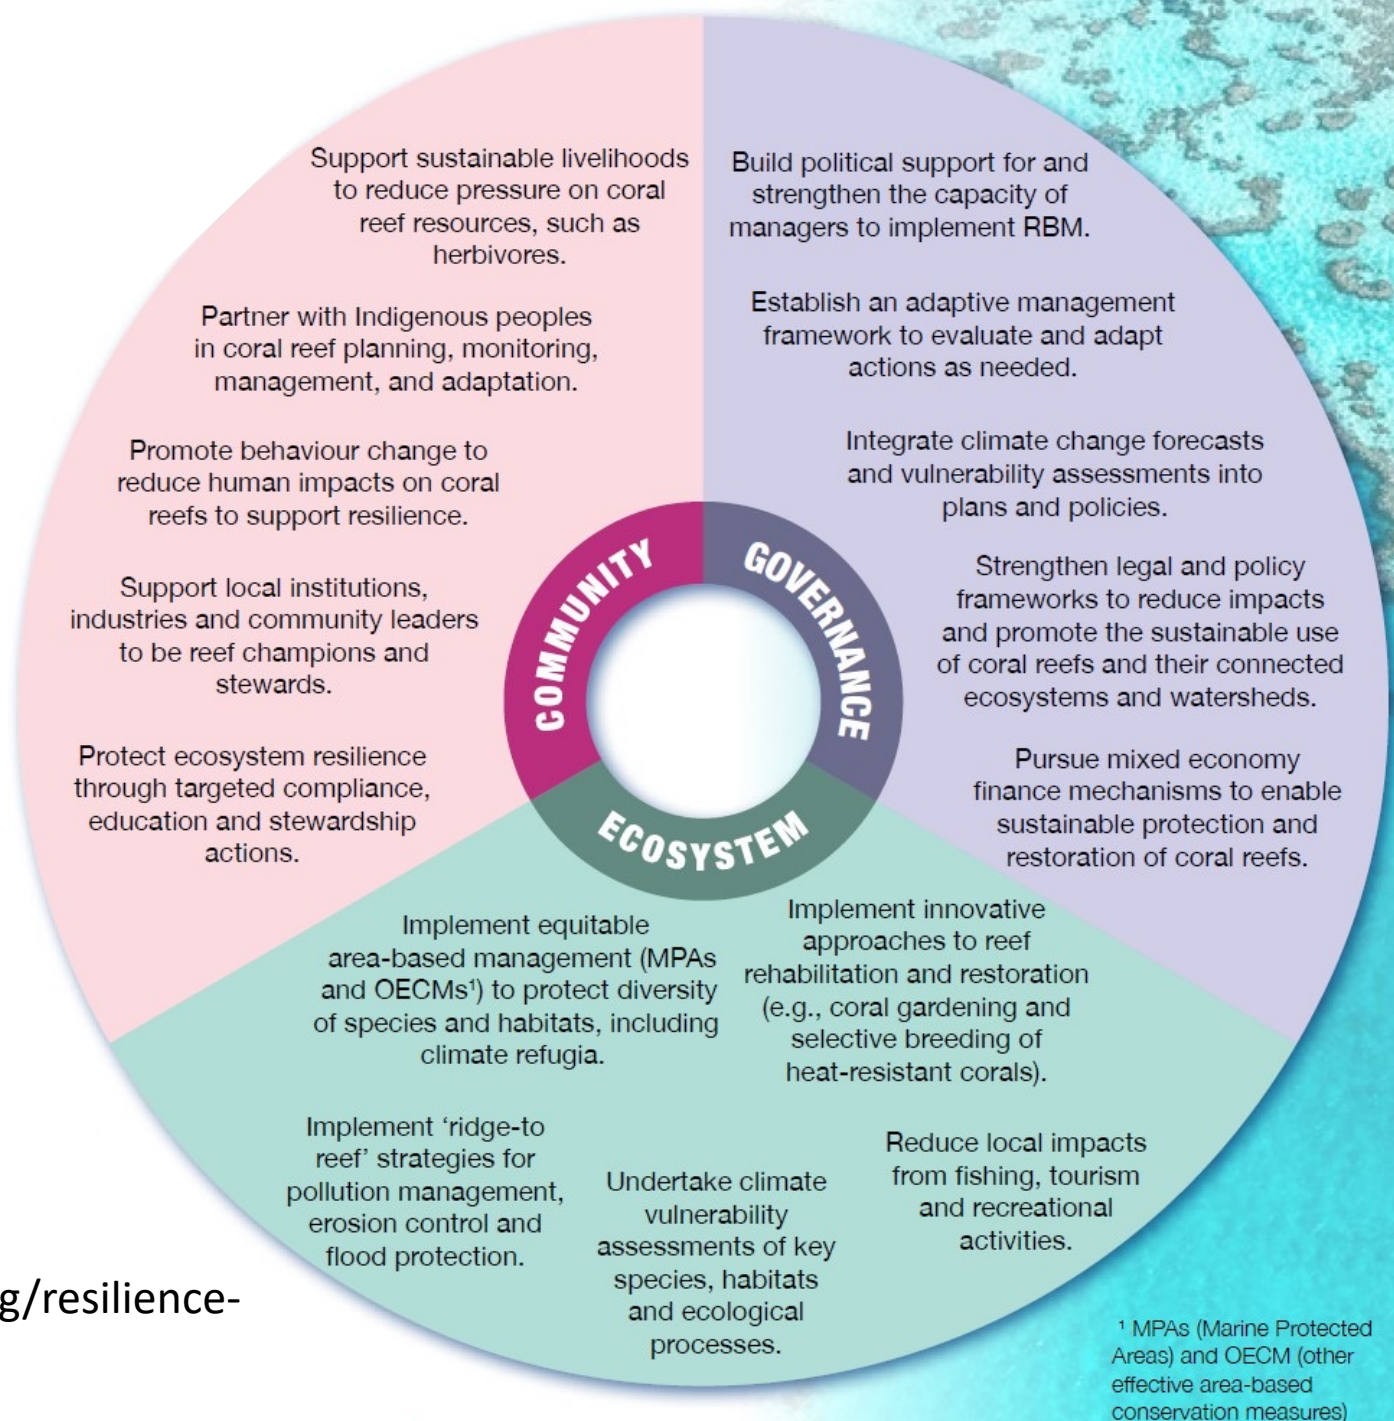 Support sustainable livelihoods
to reduce pressure on coral
reef resources, such as
herbivores.
Partner with Indigenous peoples
in coral reef planning, monitoring,
management, and adaptation.
Promote behaviour change to
reduce human impacts on coral
reefs to support resilience.
Support local institutions,
industries and community leaders
to be reef champions and
stewards.
Protect ecosystem resilience
through targeted compliance,
education and stewardship
actions.
COMMUNITY
GOVERNANCE
ECOSYSTEM
Build political support for and
strengthen the capacity of
managers to implement RBM.
Establish an adaptive management
framework to evaluate and adapt
actions as needed.
Integrate climate change forecasts
and vulnerability assessments into
plans and policies.
Strengthen legal and policy
frameworks to reduce impacts
and promote the sustainable use
of coral reefs and their connected
ecosystems and watersheds.
Pursue mixed economy
finance mechanisms to enable
sustainable protection and
restoration of coral reefs.
Implement equitable
area-based management (MPAs
and OECMs¹) to protect diversity
of species and habitats, including
climate refugia.
Implement innovative
approaches to reef
rehabilitation and restoration
(e.g., coral gardening and
selective breeding of
heat-resistant corals).
Implement ‘ridge-to
reef’ strategies for
pollution management,
erosion control and
flood protection.
Undertake climate
vulnerability
assessments of key
species, habitats
and ecological
processes.
Reduce local impacts
from fishing, tourism
and recreational
activities.
g/resilience-
¹ MPAs (Marine Protected
Areas) and OECM (other
effective area-based
conservation measures)